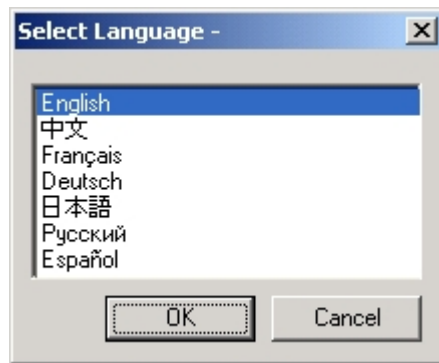 Select Language -
English
中文
Français
Deutsch
日本語
Русский
Español
OK Cancel